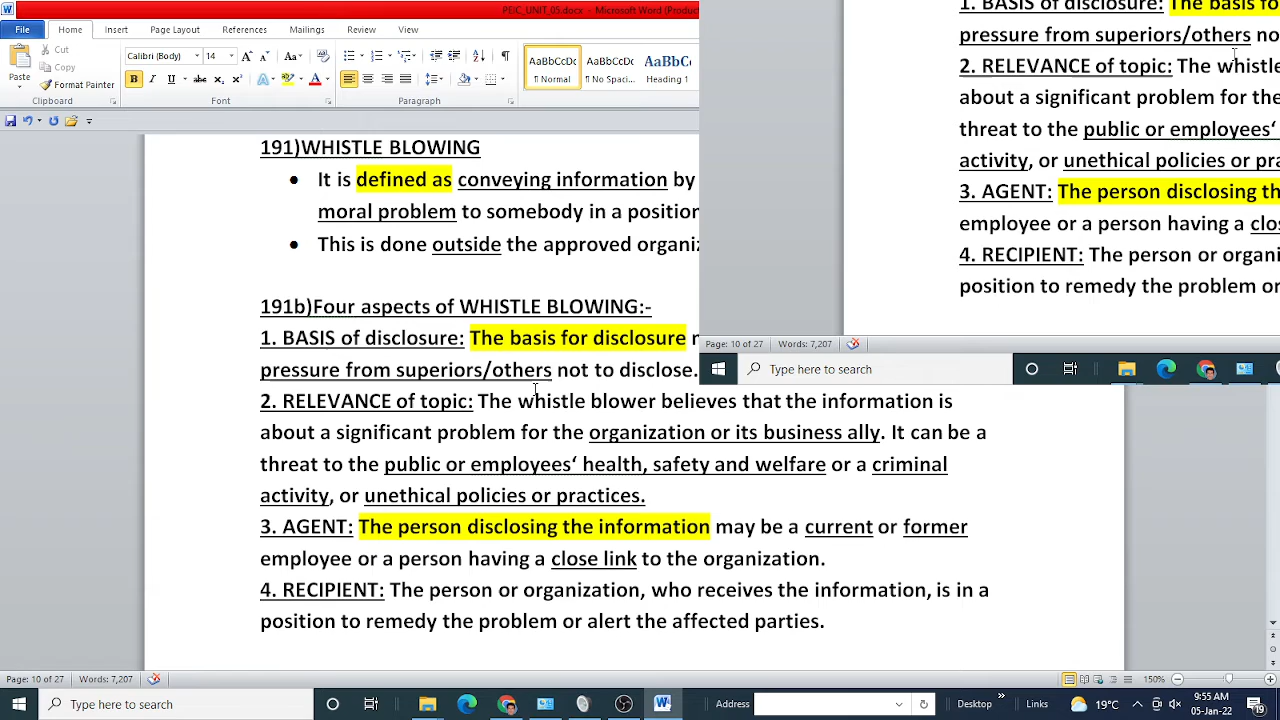 PEIC_UNIT_05.docx - Microsoft Word (Produc
File Home Insert Page Layout References Mailings Review View
Cut
Copy
Paste
Format Painter
Clipboard
Calibri (Body) 14
Font
Paragraph
AaBbCcDc AaBbCcDc AaBbC
¶ Normal ¶ No Spaci... Heading 1
191)WHISTLE BLOWING
• It is defined as conveying information by
moral problem to somebody in a position
• This is done outside the approved organiz
191b)Four aspects of WHISTLE BLOWING:-
1. BASIS of disclosure: The basis for disclosure
pressure from superiors/others not to disclose.
2. RELEVANCE of topic: The whistle blower believes that the information is
about a significant problem for the organization or its business ally. It can be a
threat to the public or employees‘ health, safety and welfare or a criminal
activity, or unethical policies or practices.
3. AGENT: The person disclosing the information may be a current or former
employee or a person having a close link to the organization.
4. RECIPIENT: The person or organization, who receives the information, is in a
position to remedy the problem or alert the affected parties.
Page: 10 of 27 Words: 7,207
150%
Type here to search
Address
Desktop
Links
19°C
9:55 AM
05-Jan-22
19
1. BASIS of disclosure: The basis fo
pressure from superiors/others no
2. RELEVANCE of topic: The whistle
about a significant problem for the
threat to the public or employees‘
activity, or unethical policies or pra
3. AGENT: The person disclosing th
employee or a person having a clos
4. RECIPIENT: The person or organi
position to remedy the problem or
Page: 10 of 27 Words: 7,207
Type here to search